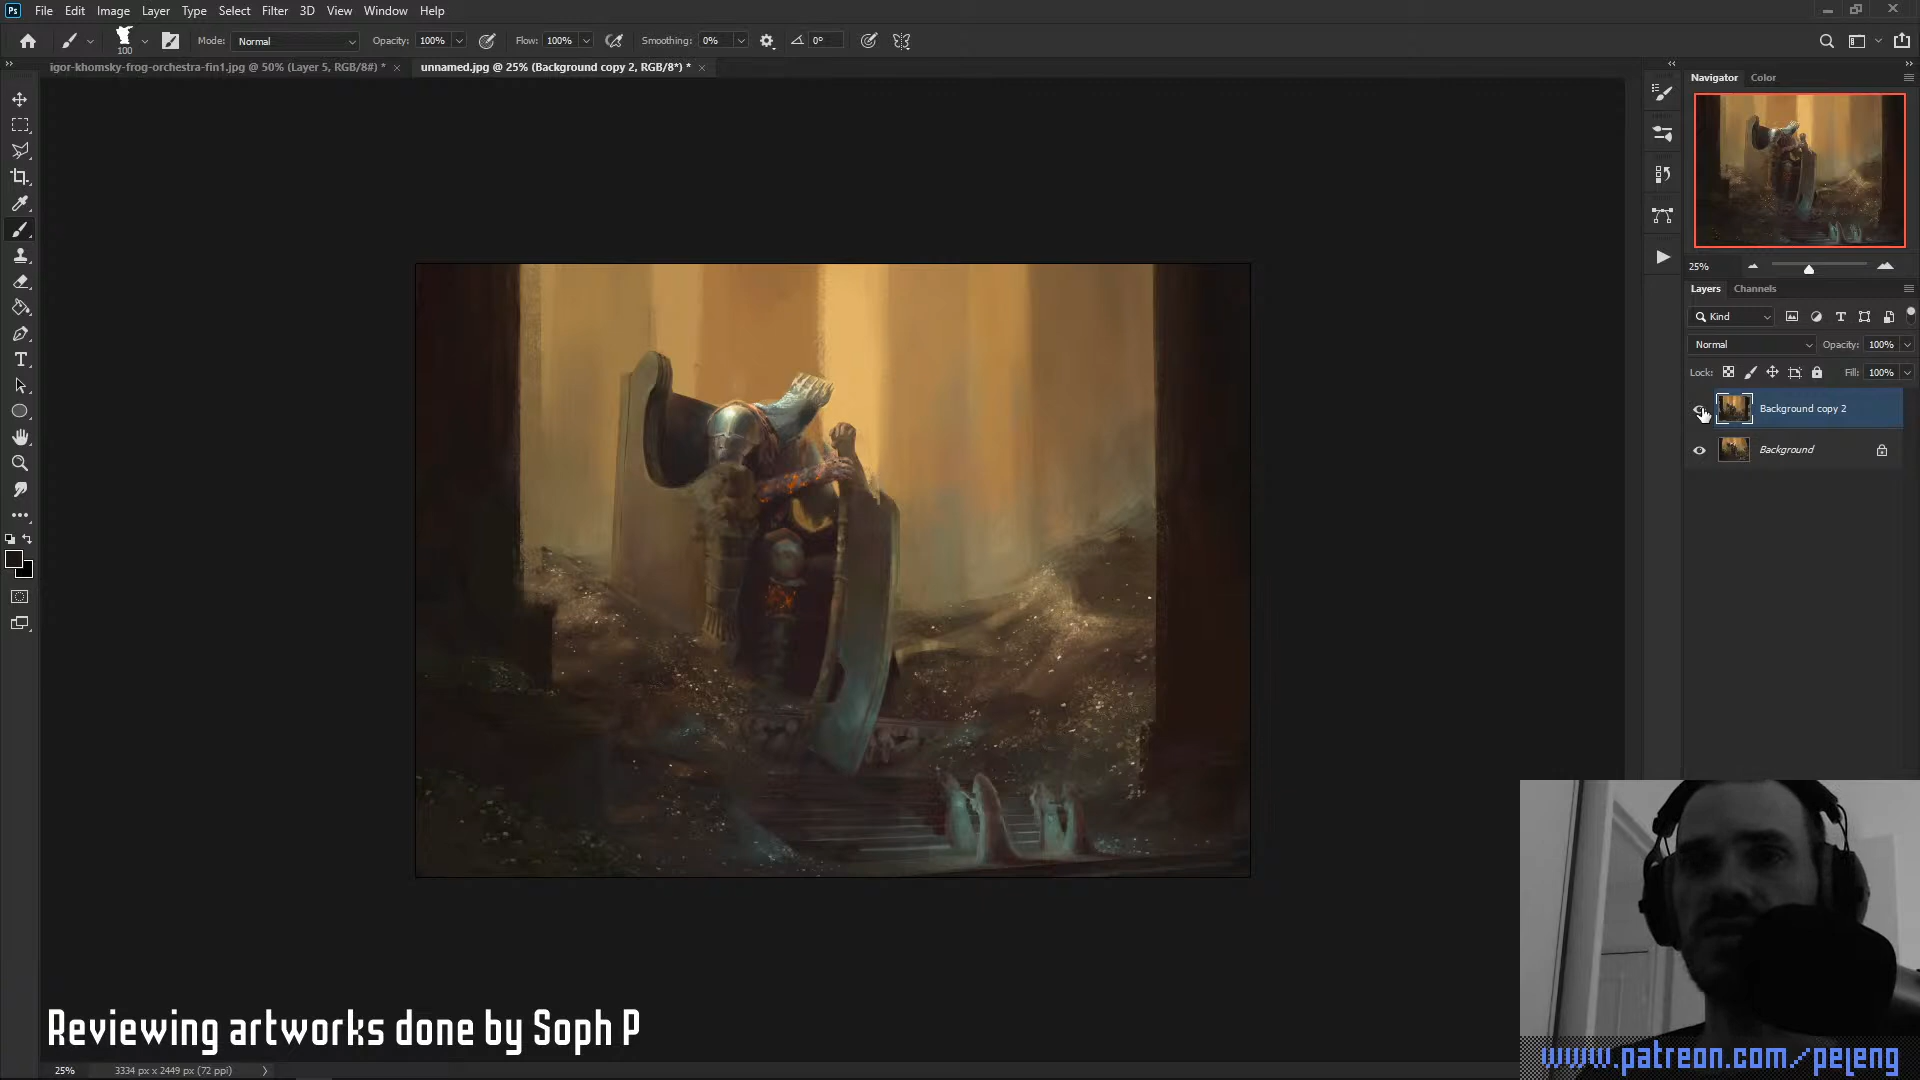 Ps File Edit Image Layer Type Select Filter 3D View Window Help
100 Mode: Normal Opacity: 100% Flow: 100% Smoothing: 0% 0°
igor-khomsky-frog-orchestra-fin1.jpg @ 50% (Layer 5, RGB/8#) * × unnamed.jpg @ 25% (Background copy 2, RGB/8*) * ×
Navigator Color
25%
Layers Channels
Kind
Normal Opacity: 100%
Lock: Fill: 100%
Background copy 2
Background
Reviewing artworks done by Soph P
www.patreon.com/peleng
25% 3334 px x 2449 px (72 ppi)